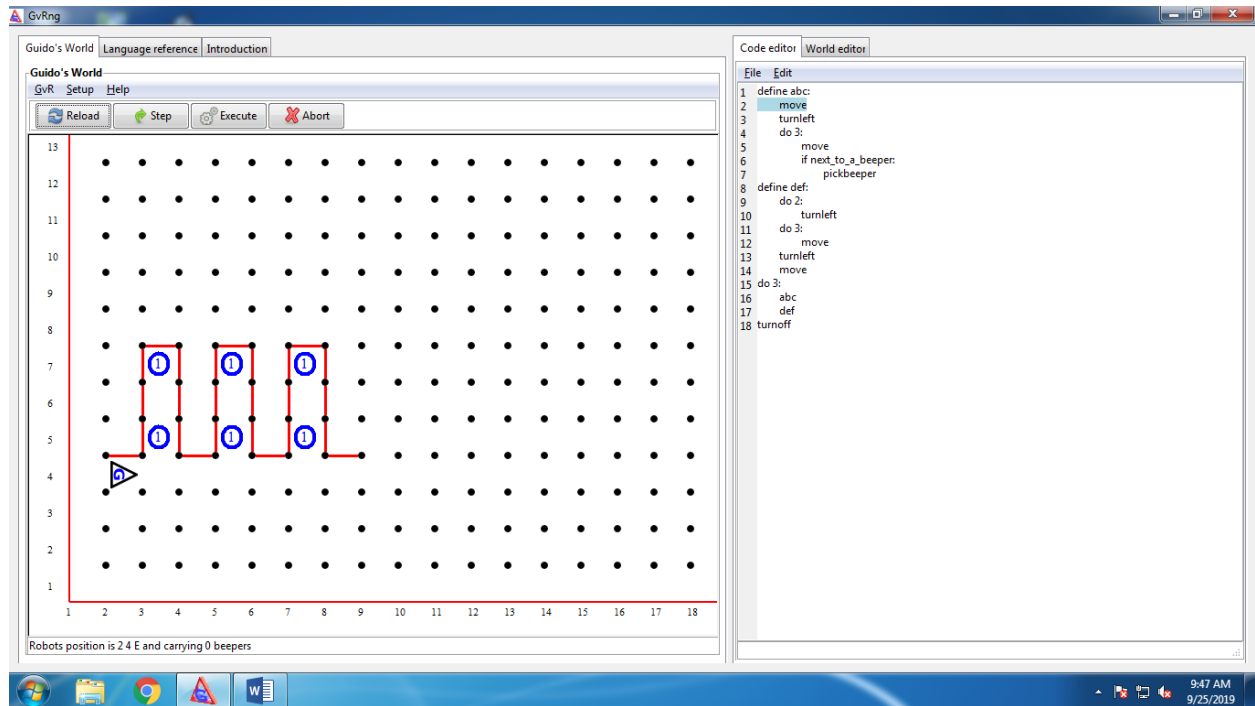 GvRng
Guido's World Language reference Introduction
Guido's World
GvR Setup Help
Reload Step Execute Abort
13
12
11
10
9
8
7
6
5
4
3
2
1
1 1 1
1 1 1
G
1 2 3 4 5 6 7 8 9 10 11 12 13 14 15 16 17 18
Robots position is 2 4 E and carrying 0 beepers
Code editor World editor
File Edit
1 define abc:
2 move
3 turnleft
4 do 3:
5 move
6 if next_to_a_beeper:
7 pickbeeper
8 define def:
9 do 2:
10 turnleft
11 do 3:
12 move
13 turnleft
14 move
15 do 3:
16 abc
17 def
18 turnoff
W
9:47 AM
9/25/2019